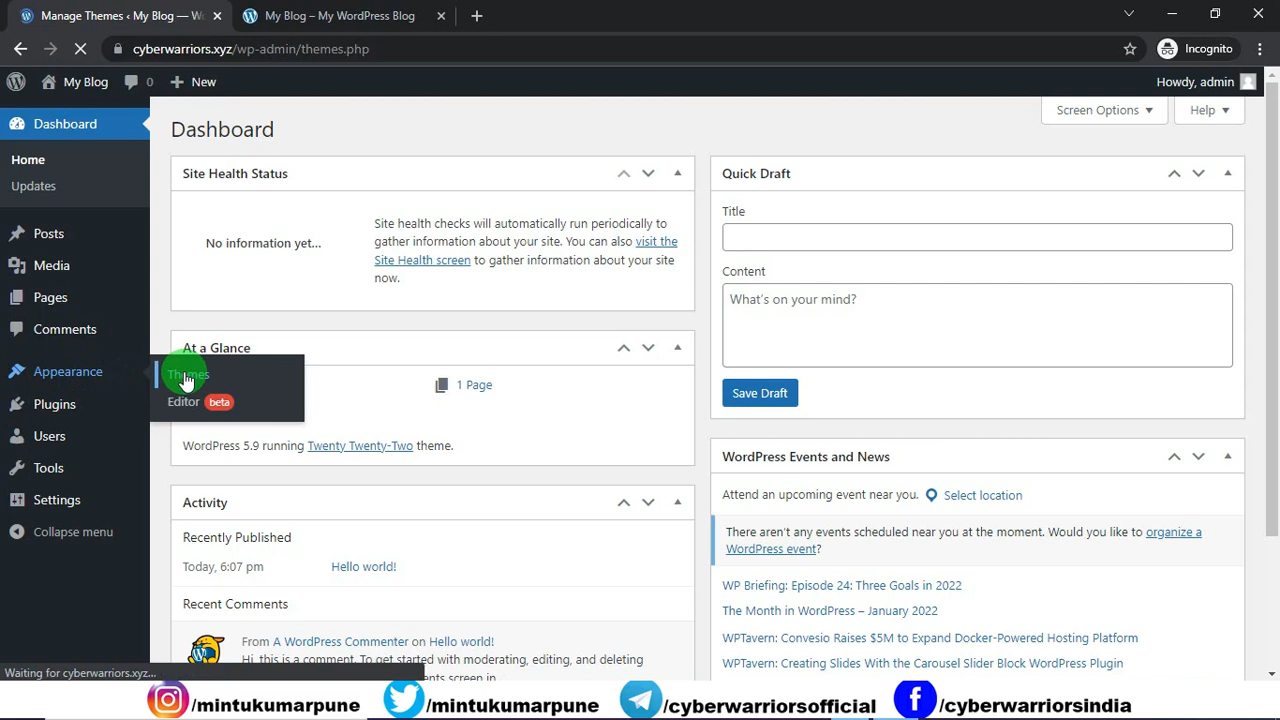 Manage Themes ‹ My Blog — W
My Blog – My WordPress Blog
cyberwarriors.xyz/wp-admin/themes.php
Incognito
My Blog
0
New
Howdy, admin
Dashboard
Home
Updates
Posts
Media
Pages
Comments
Appearance
Themes
Editor beta
Plugins
Users
Tools
Settings
Collapse menu
Dashboard
Screen Options
Help
Site Health Status
No information yet...
Site health checks will automatically run periodically to
gather information about your site. You can also visit the
Site Health screen to gather information about your site
now.
At a Glance
1 Page
WordPress 5.9 running Twenty Twenty-Two theme.
Activity
Recently Published
Today, 6:07 pm
Hello world!
Recent Comments
From A WordPress Commenter on Hello world!
Hi, this is a comment. To get started with moderating, editing, and deleting
Quick Draft
Title
Content
What's on your mind?
Save Draft
WordPress Events and News
Attend an upcoming event near you.
Select location
There aren't any events scheduled near you at the moment. Would you like to organize a
WordPress event?
WP Briefing: Episode 24: Three Goals in 2022
The Month in WordPress – January 2022
WPTavern: Convesio Raises $5M to Expand Docker-Powered Hosting Platform
WPTavern: Creating Slides With the Carousel Slider Block WordPress Plugin
Waiting for cyberwarriors.xyz...
/mintukumarpune
/mintukumarpune
/cyberwarriorsofficial
/cyberwarriorsindia